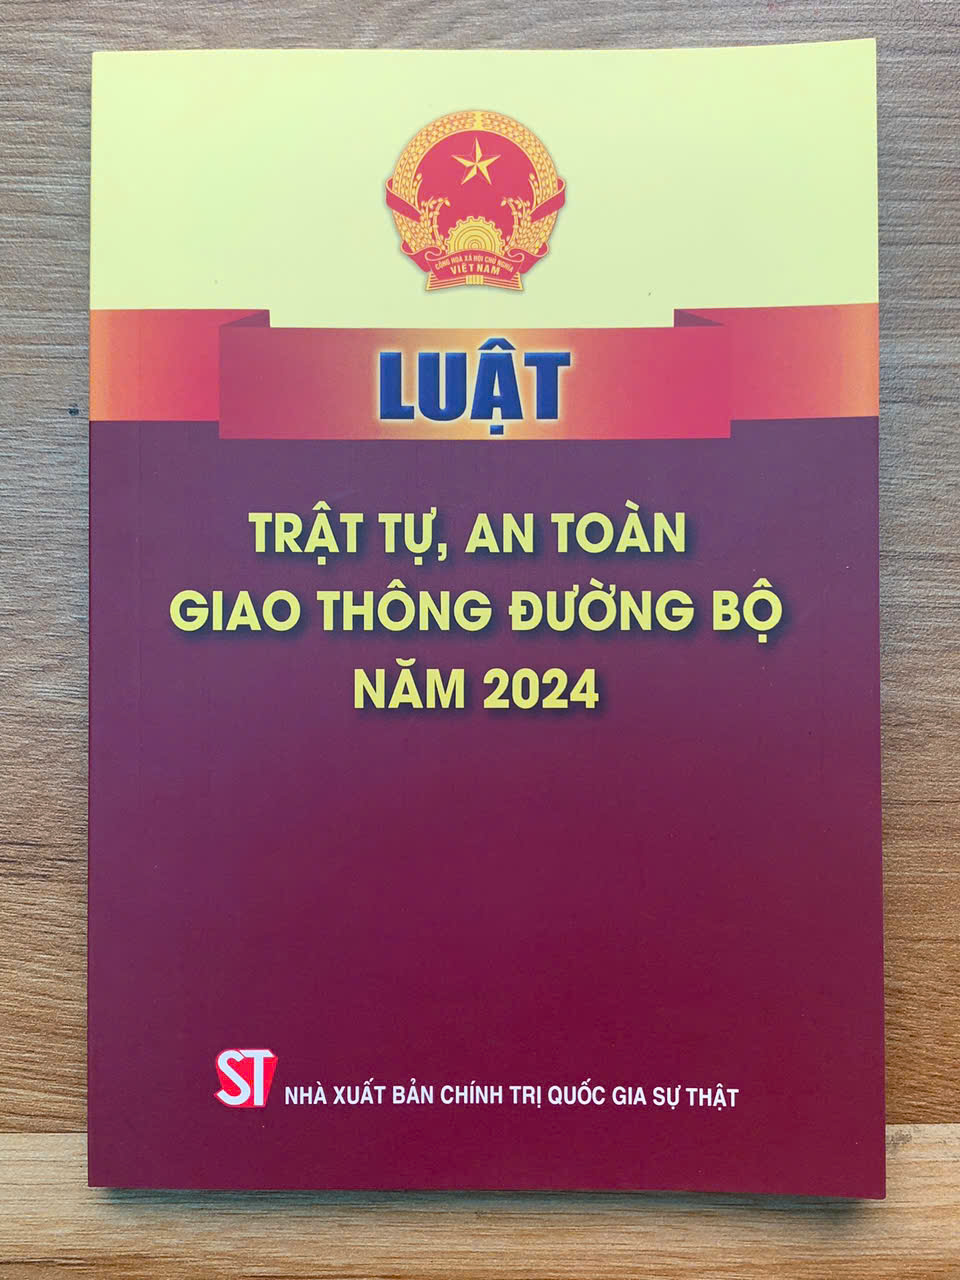 CỘNG HOÀ XÃ HỘI CHỦ NGHĨA
VIỆT NAM
LUẬT
TRẬT TỰ, AN TOÀN
GIAO THÔNG ĐƯỜNG BỘ
NĂM 2024
ST NHÀ XUẤT BẢN CHÍNH TRỊ QUỐC GIA SỰ THẬT